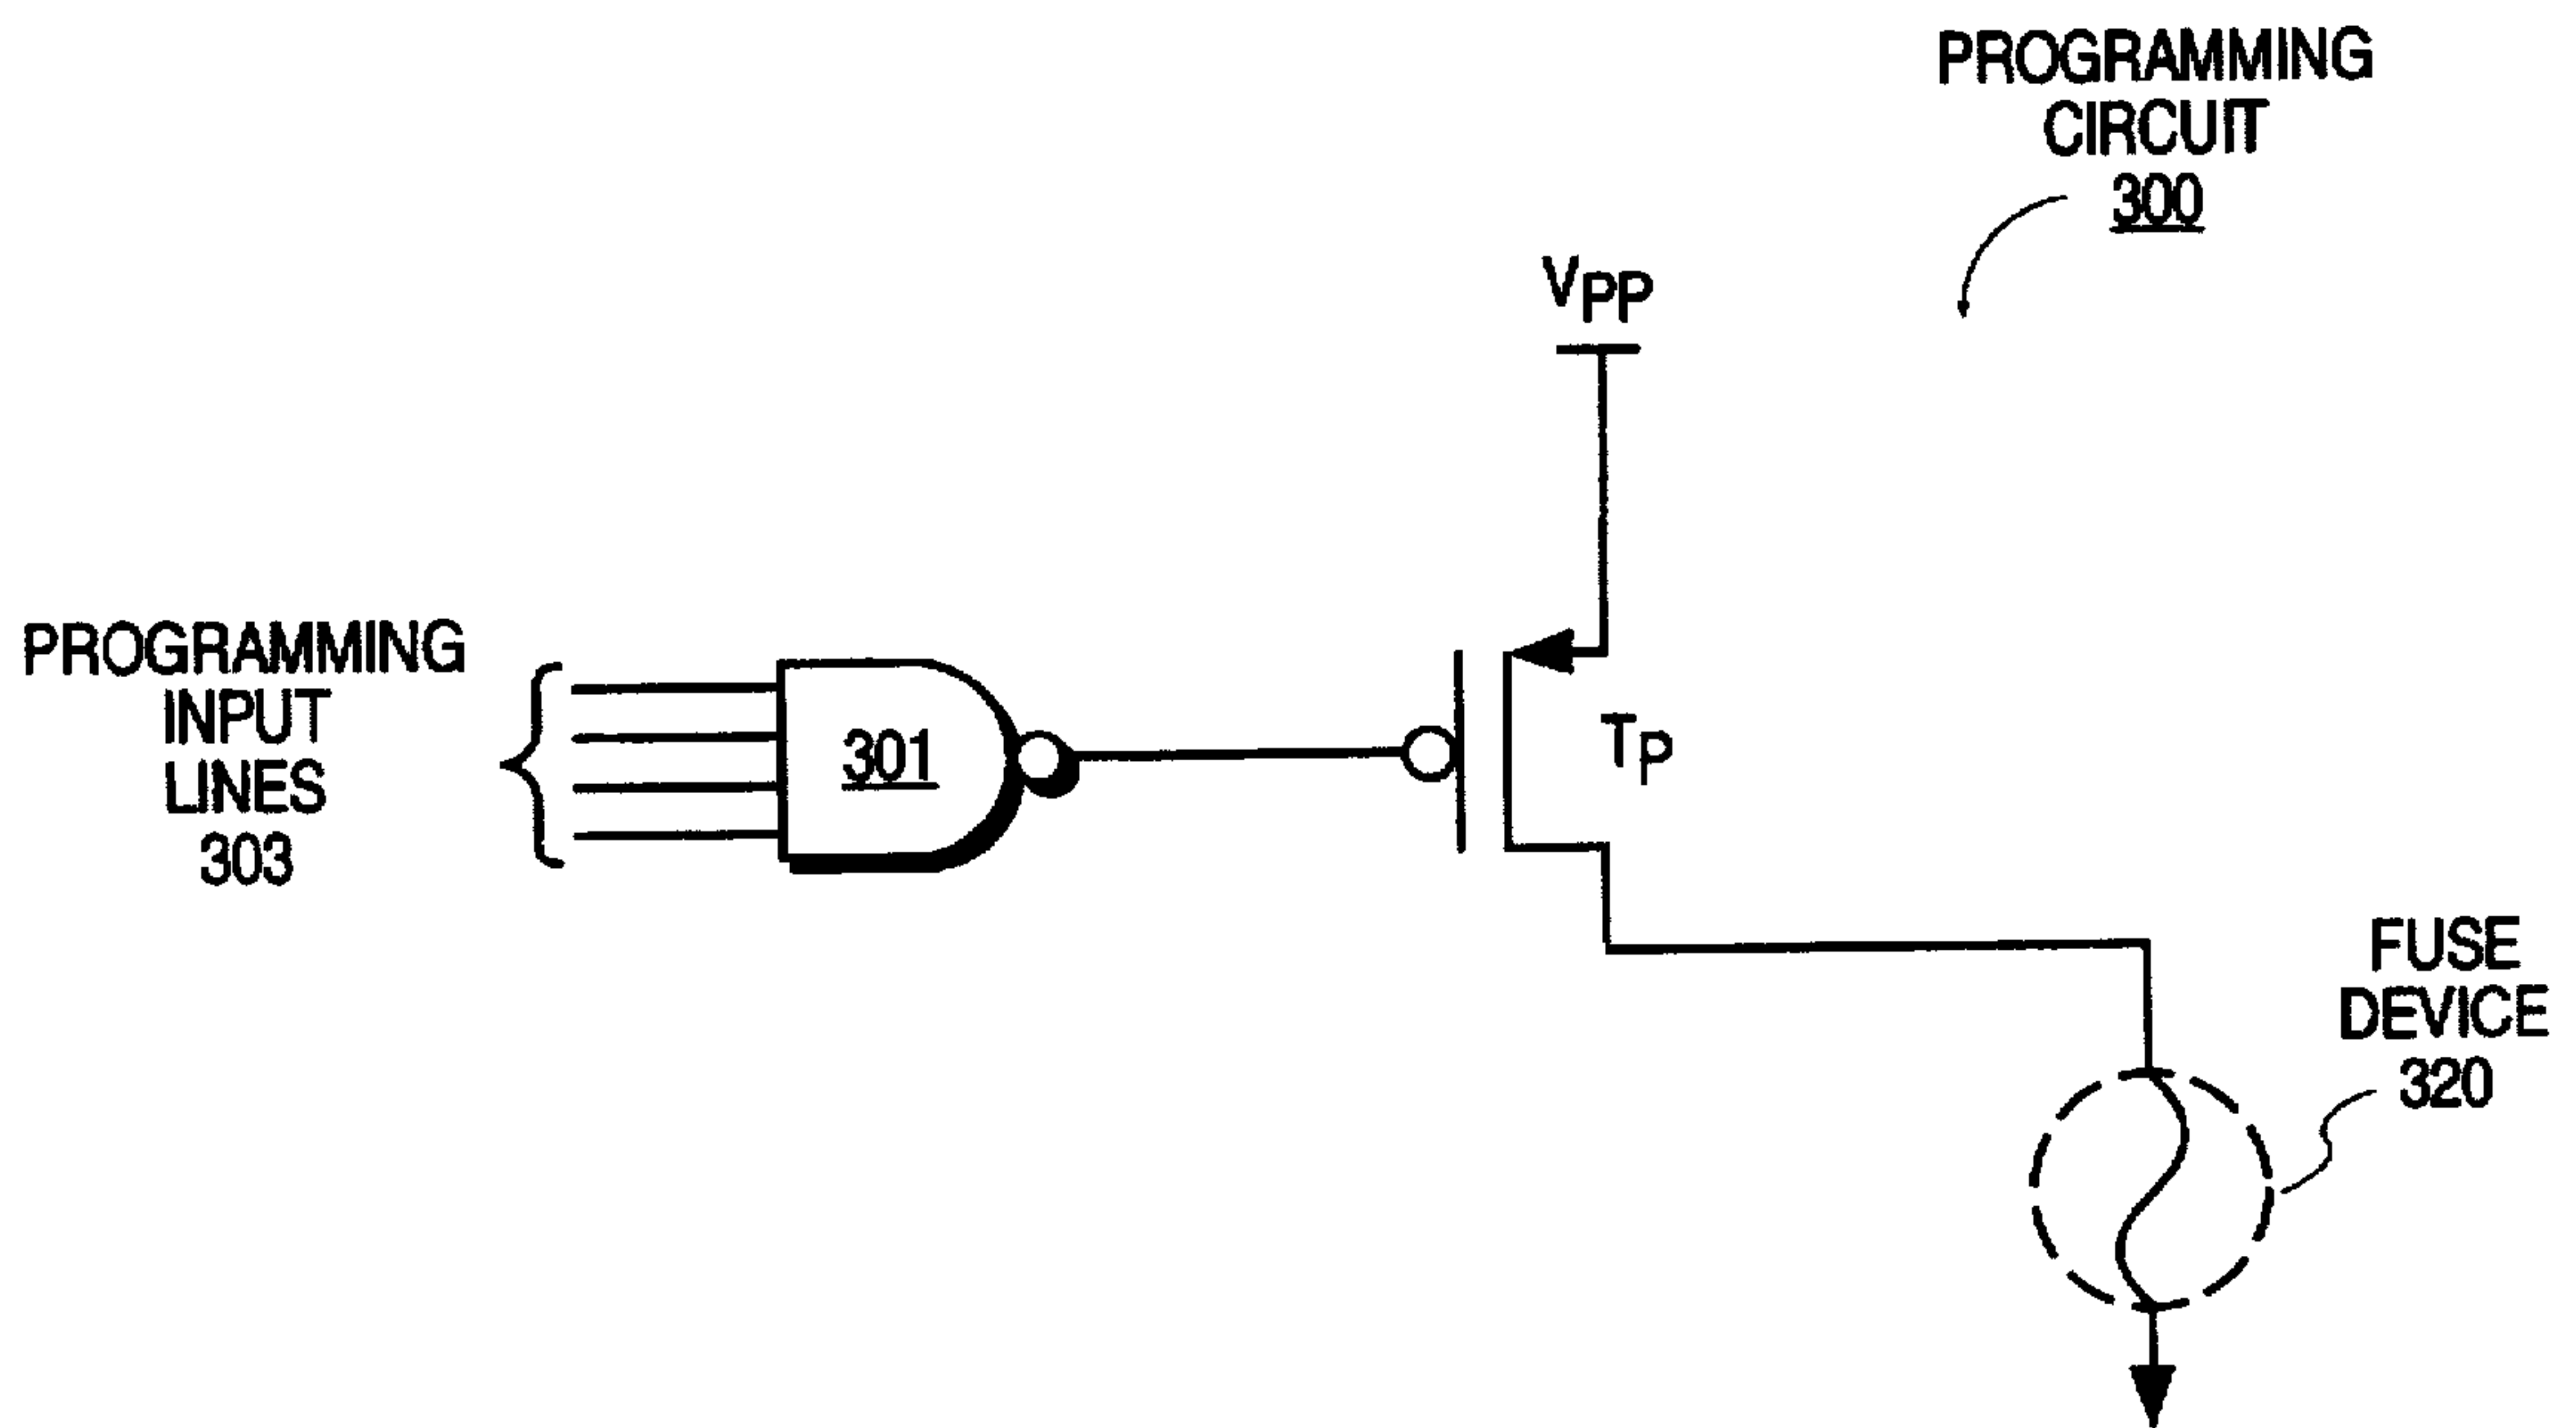 PROGRAMMING
CIRCUIT
300
VPP
PROGRAMMING
INPUT
LINES
303
301
TP
FUSE
DEVICE
320